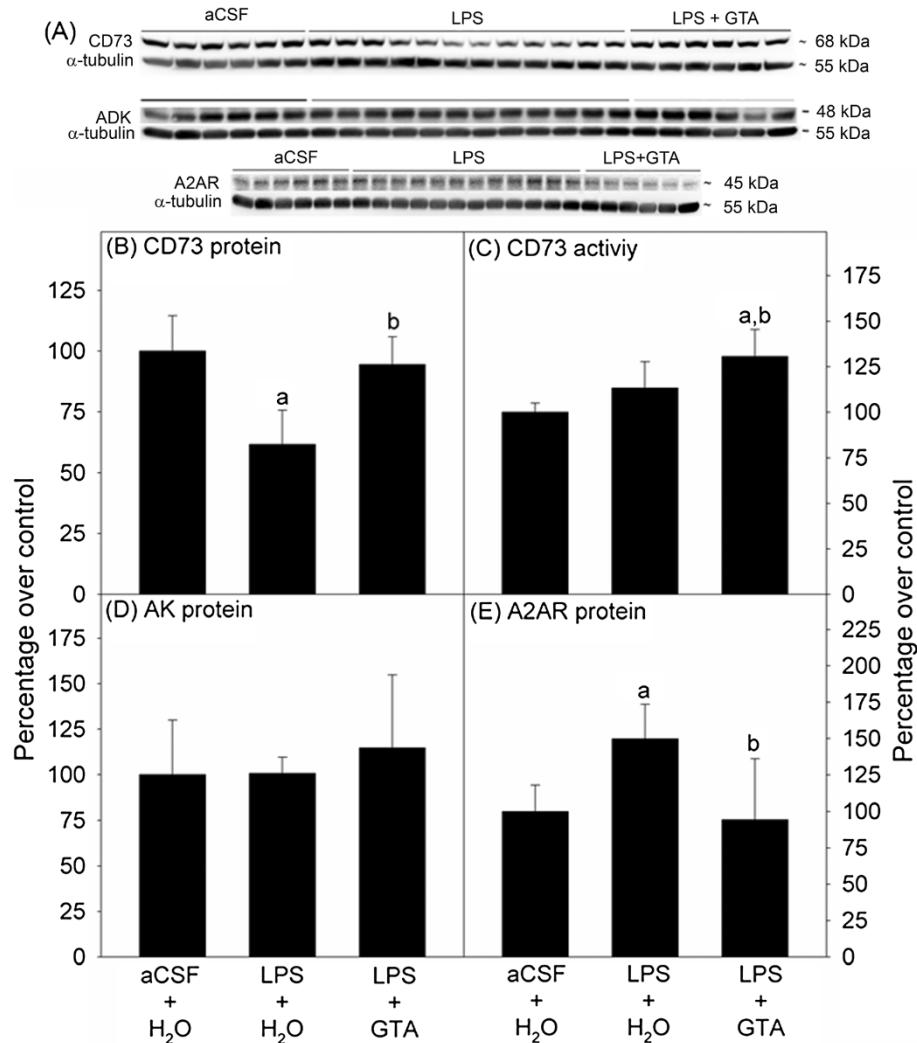 (A)
aCSF LPS LPS + GTA
CD73 ~ 68 kDa
α-tubulin ~ 55 kDa
ADK ~ 48 kDa
α-tubulin ~ 55 kDa
aCSF LPS LPS+GTA
A2AR ~ 45 kDa
α-tubulin ~ 55 kDa
(B) CD73 protein
125
100
75
50
25
0
a
b
(C) CD73 activiy
175
150
125
100
75
50
25
0
a,b
Percentage over control
Percentage over control
(D) AK protein
175
150
125
100
75
50
25
0
(E) A2AR protein
225
200
175
150
125
100
75
50
25
0
a
b
aCSF LPS LPS aCSF LPS LPS
+ + + + + +
H₂O H₂O GTA H₂O H₂O GTA